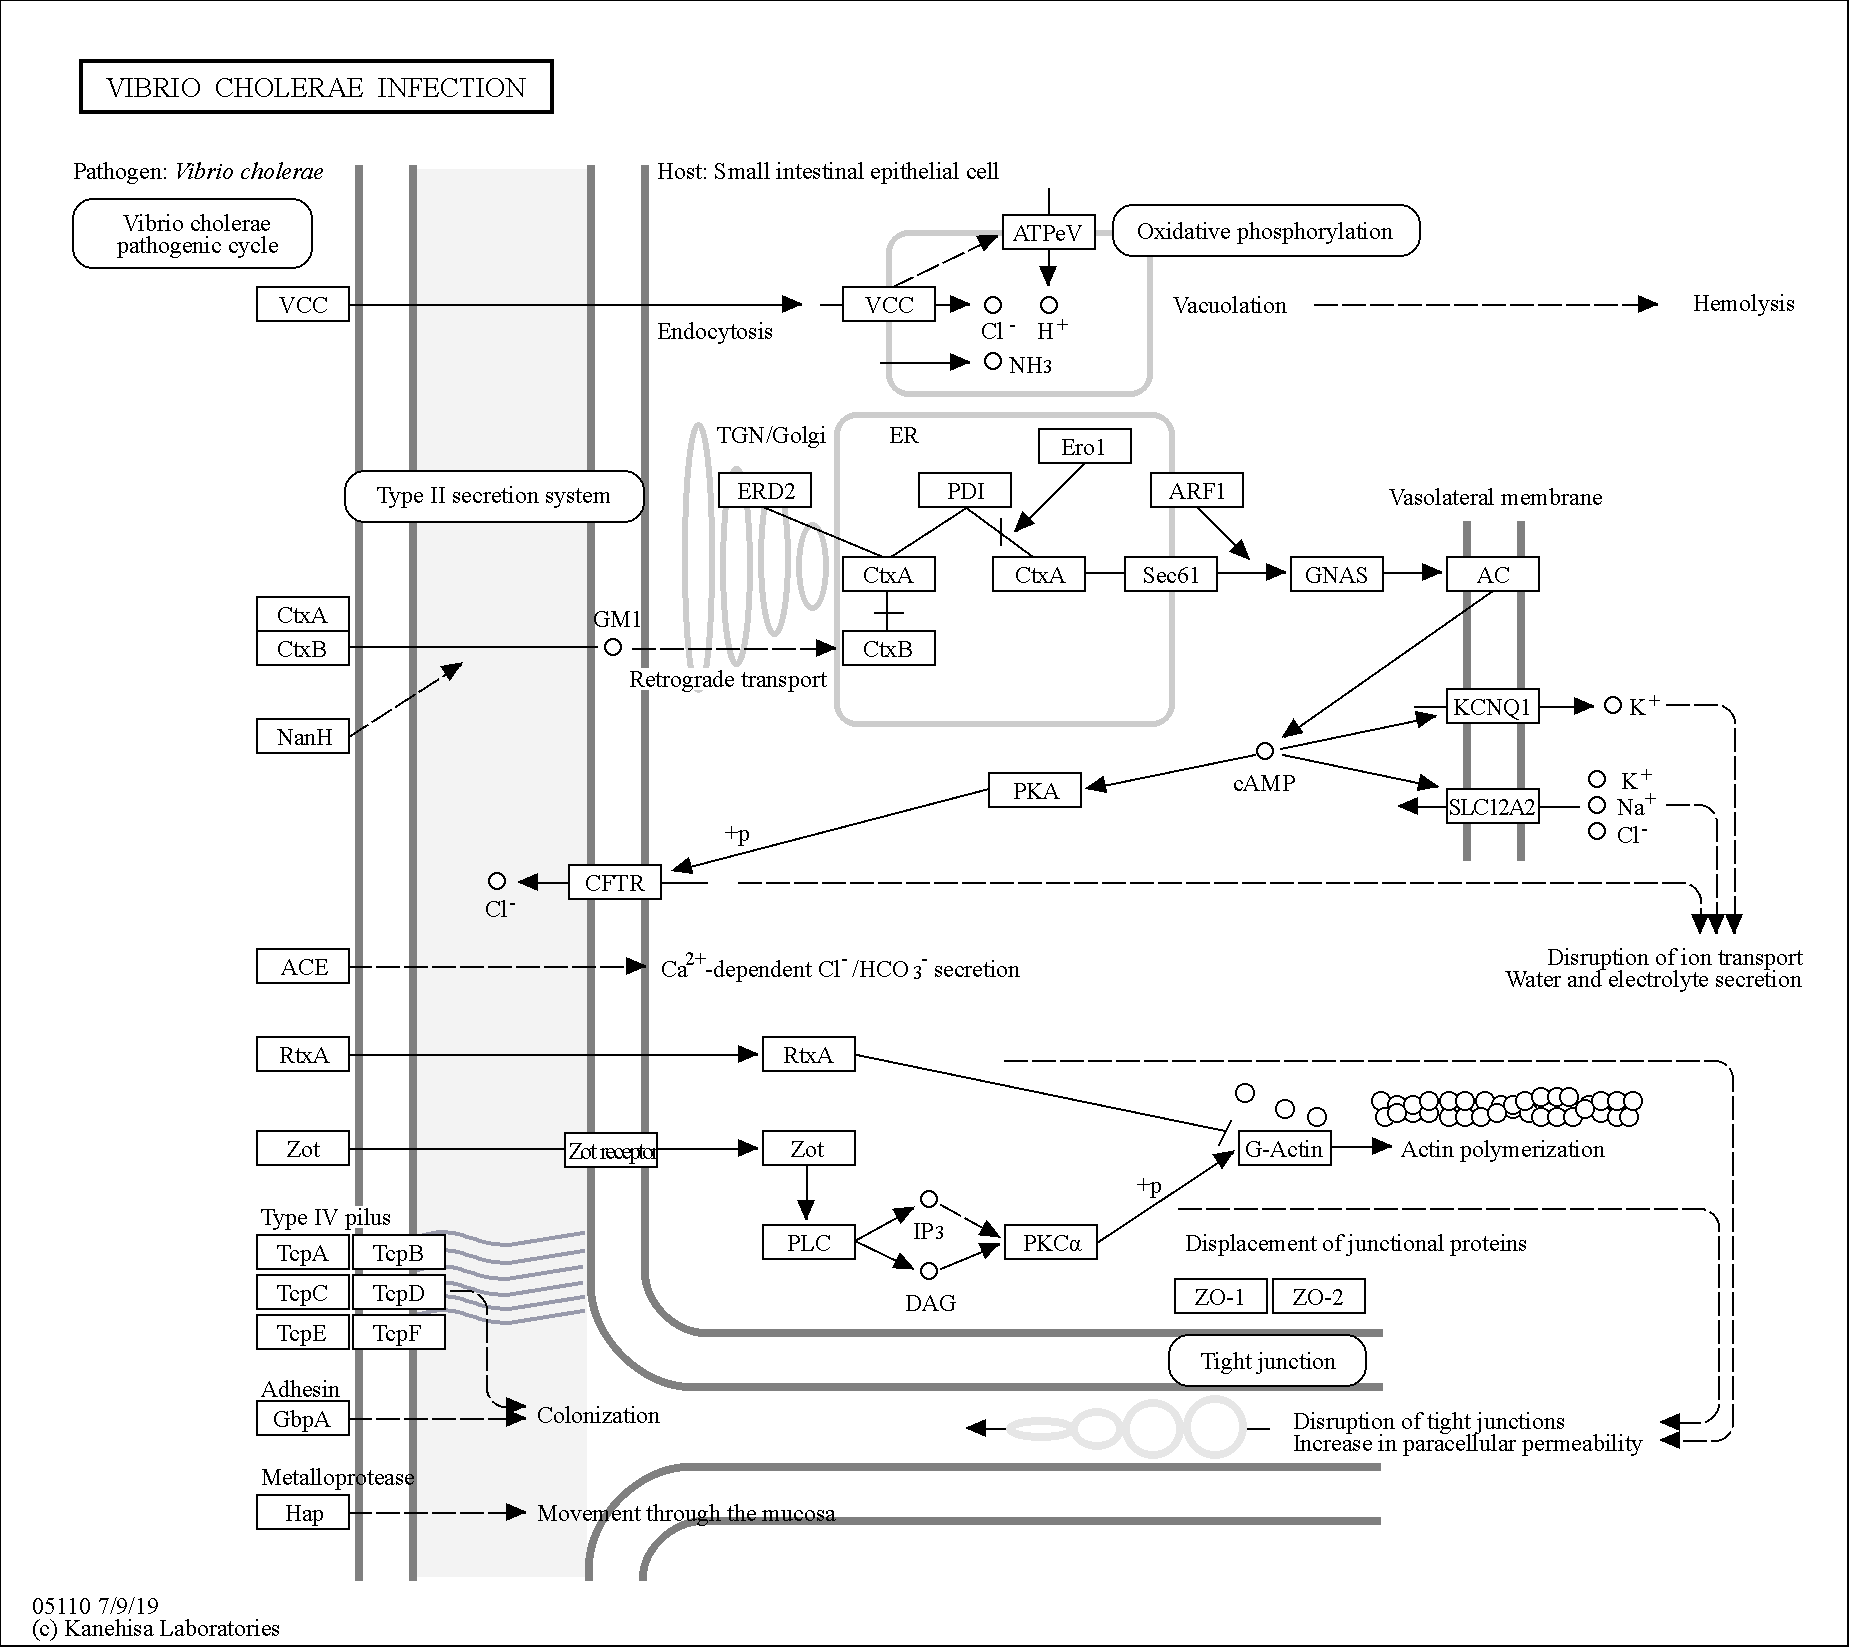 VIBRIO CHOLERAE INFECTION
Pathogen: Vibrio cholerae
Host: Small intestinal epithelial cell
Vibrio cholerae
pathogenic cycle
ATPeV
Oxidative phosphorylation
VCC
VCC
Cl-
H+
Vacuolation
Hemolysis
Endocytosis
NH3
TGN/Golgi
ER
Ero1
Type II secretion system
ERD2
PDI
ARF1
Vasolateral membrane
CtxA
CtxA
Sec61
GNAS
AC
CtxA
CtxB
GM1
CtxB
Retrograde transport
NanH
KCNQ1
K+
cAMP
PKA
K+
SLC12A2
Na+
Cl-
+p
CFTR
Cl-
ACE
Ca2+-dependent Cl-/HCO3- secretion
Disruption of ion transport
Water and electrolyte secretion
RtxA
RtxA
Zot
Zot receptor
Zot
G-Actin
Actin polymerization
+p
Type IV pilus
TcpA
TcpB
PLC
IP3
PKCα
Displacement of junctional proteins
TcpC
TcpD
DAG
ZO-1
ZO-2
TcpE
TcpF
Tight junction
Adhesin
GbpA
Colonization
Disruption of tight junctions
Increase in paracellular permeability
Metalloprotease
Hap
Movement through the mucosa
05110 7/9/19
(c) Kanehisa Laboratories